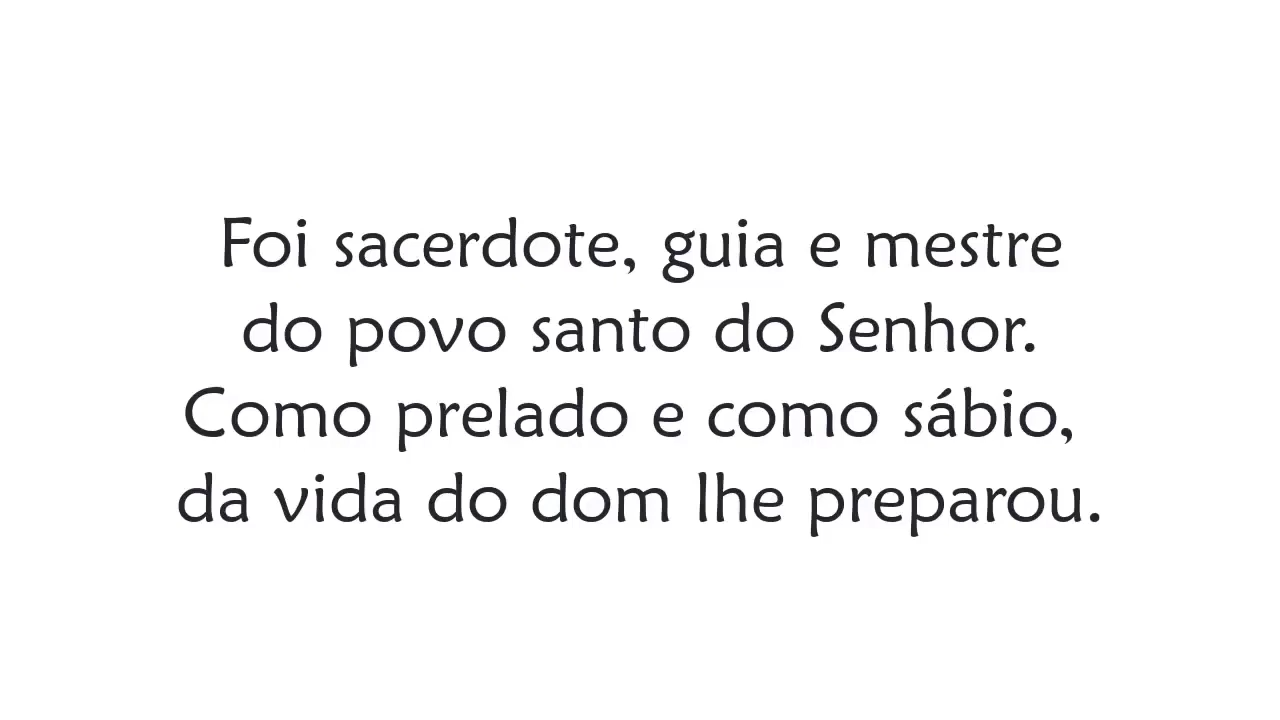 Foi sacerdote, guia e mestre
do povo santo do Senhor.
Como prelado e como sábio,
da vida do dom lhe preparou.